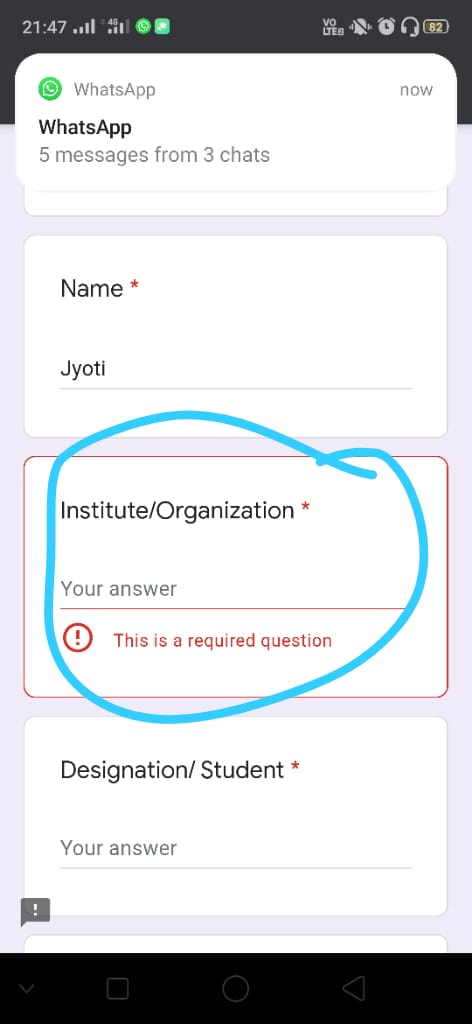 21:47 4G VO LTE 82
WhatsApp now
WhatsApp
5 messages from 3 chats
Name *
Jyoti
Institute/Organization *
Your answer
This is a required question
Designation/ Student *
Your answer